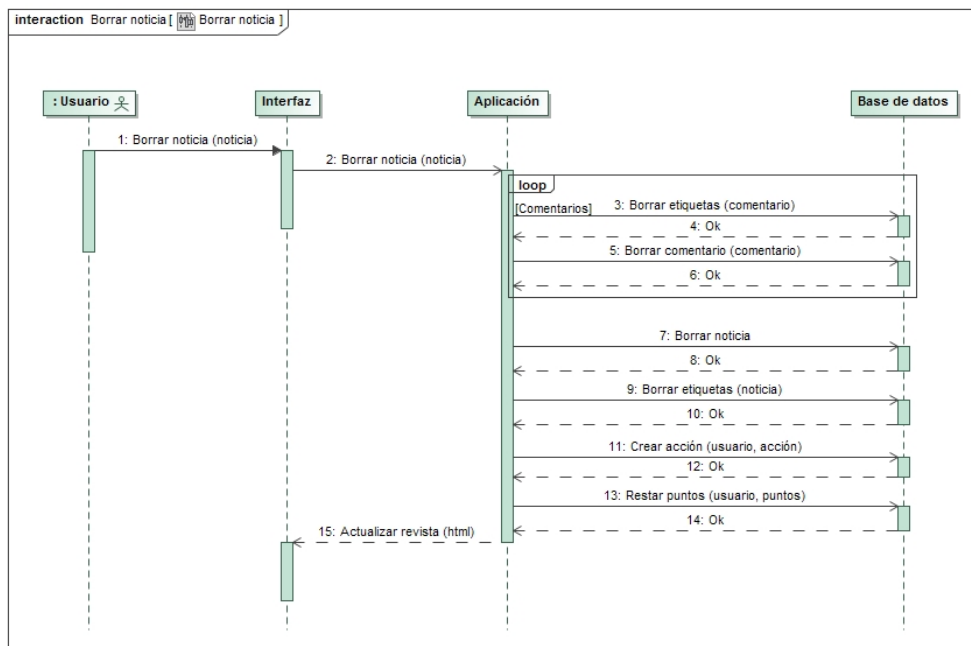 interaction Borrar noticia [ Borrar noticia ]
: Usuario
Interfaz
Aplicación
Base de datos
1: Borrar noticia (noticia)
2: Borrar noticia (noticia)
loop
[Comentarios]
3: Borrar etiquetas (comentario)
4: Ok
5: Borrar comentario (comentario)
6: Ok
7: Borrar noticia
8: Ok
9: Borrar etiquetas (noticia)
10: Ok
11: Crear acción (usuario, acción)
12: Ok
13: Restar puntos (usuario, puntos)
14: Ok
15: Actualizar revista (html)